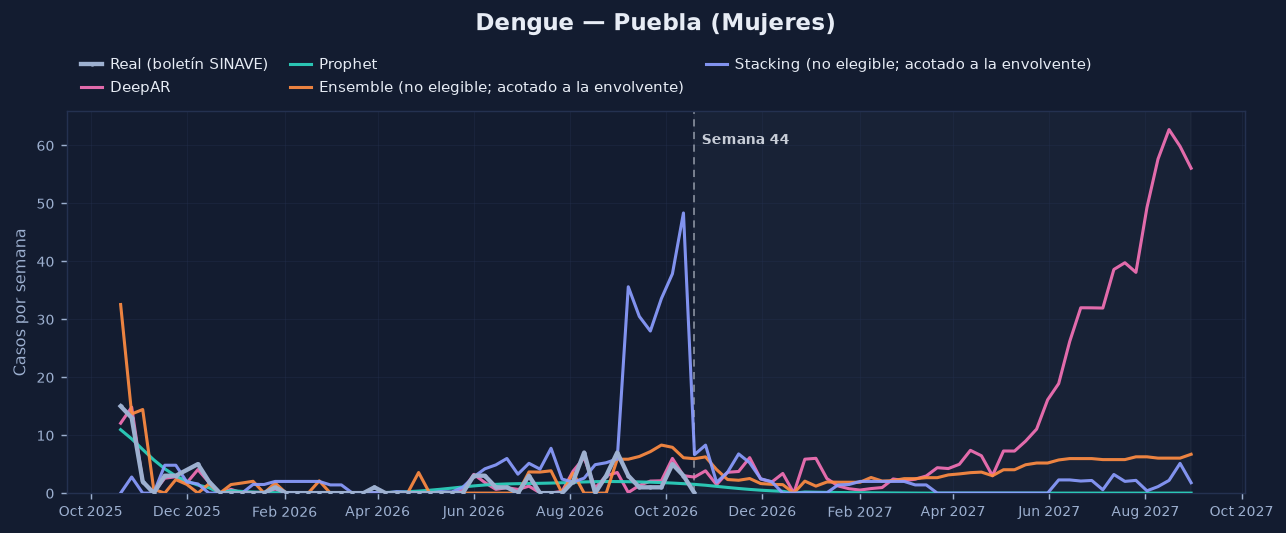 Dengue — Puebla (Mujeres)
Real (boletín SINAVE)
Prophet
Stacking (no elegible; acotado a la envolvente)
DeepAR
Ensemble (no elegible; acotado a la envolvente)
Semana 44
Casos por semana
60
50
40
30
20
10
0
Oct 2025
Dec 2025
Feb 2026
Apr 2026
Jun 2026
Aug 2026
Oct 2026
Dec 2026
Feb 2027
Apr 2027
Jun 2027
Aug 2027
Oct 2027